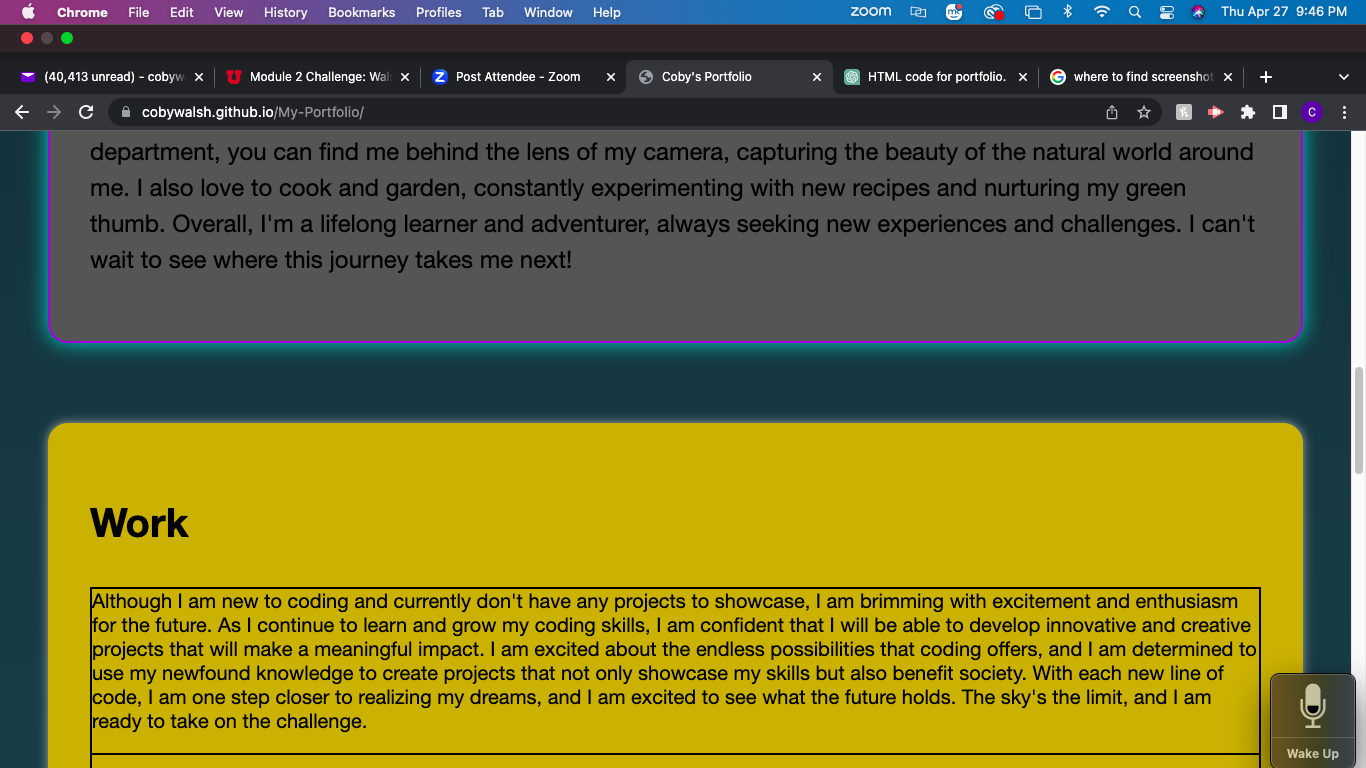 Chrome File Edit View History Bookmarks Profiles Tab Window Help zoom Thu Apr 27 9:46 PM
(40,413 unread) - cobyw Module 2 Challenge: Wal Post Attendee - Zoom Coby's Portfolio HTML code for portfolio. where to find screenshot
cobywalsh.github.io/My-Portfolio/ C
department, you can find me behind the lens of my camera, capturing the beauty of the natural world around
me. I also love to cook and garden, constantly experimenting with new recipes and nurturing my green
thumb. Overall, I'm a lifelong learner and adventurer, always seeking new experiences and challenges. I can't
wait to see where this journey takes me next!
Work
Although I am new to coding and currently don't have any projects to showcase, I am brimming with excitement and enthusiasm
for the future. As I continue to learn and grow my coding skills, I am confident that I will be able to develop innovative and creative
projects that will make a meaningful impact. I am excited about the endless possibilities that coding offers, and I am determined to
use my newfound knowledge to create projects that not only showcase my skills but also benefit society. With each new line of
code, I am one step closer to realizing my dreams, and I am excited to see what the future holds. The sky's the limit, and I am
ready to take on the challenge.
Wake Up